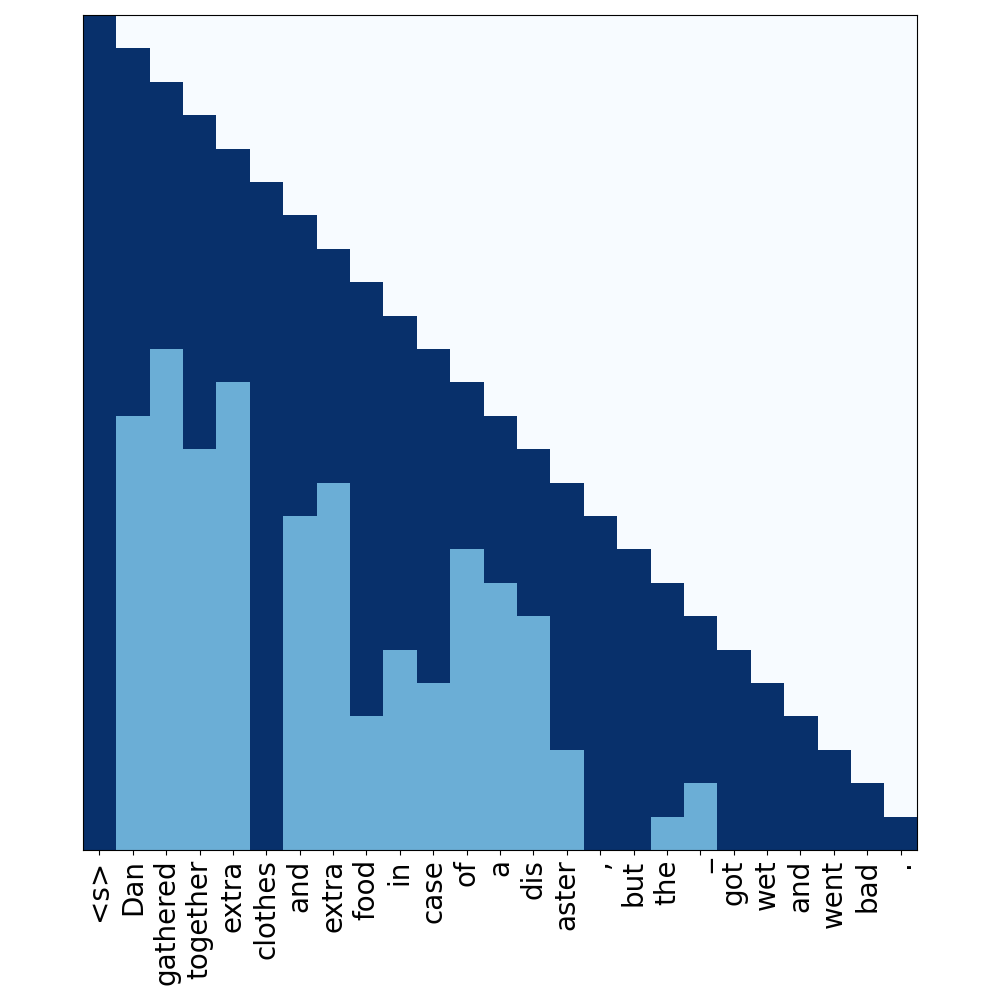 <s>
Dan
gathered
together
extra
clothes
and
extra
food
in
case
of
a
dis
aster
,
but
the
_
got
wet
and
went
bad
.